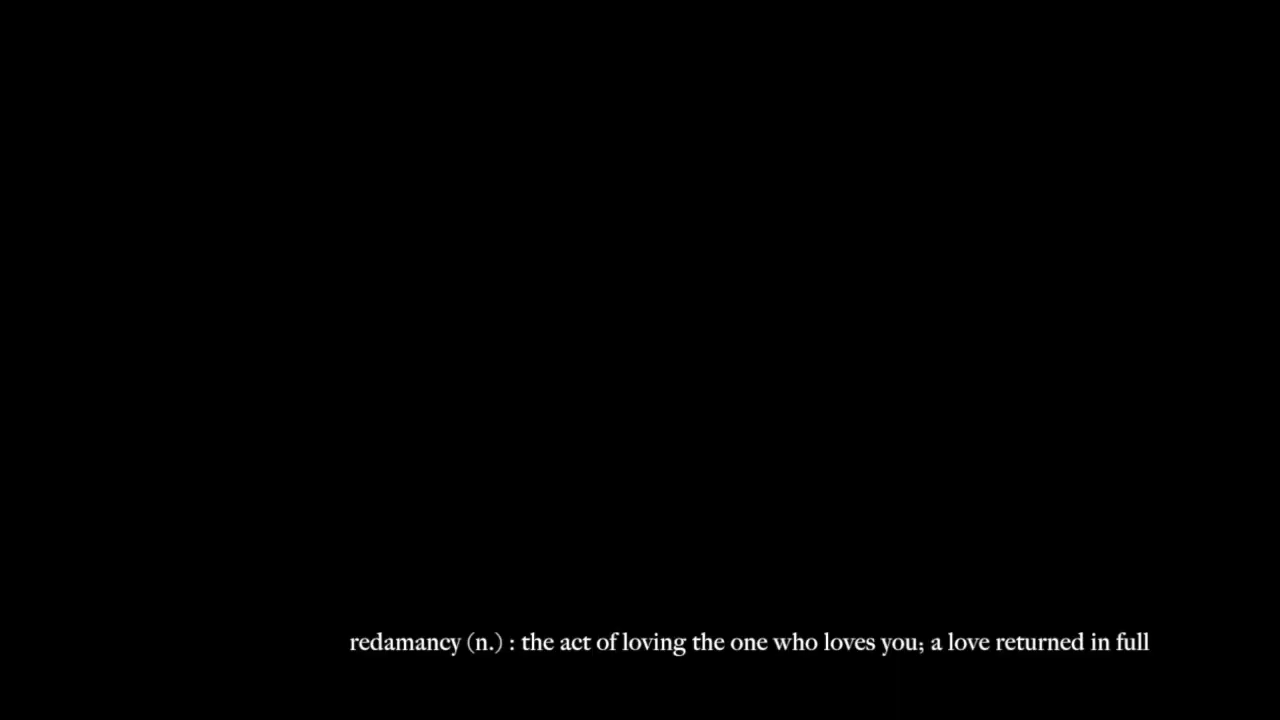 redamancy (n.) : the act of loving the one who loves you; a love returned in full